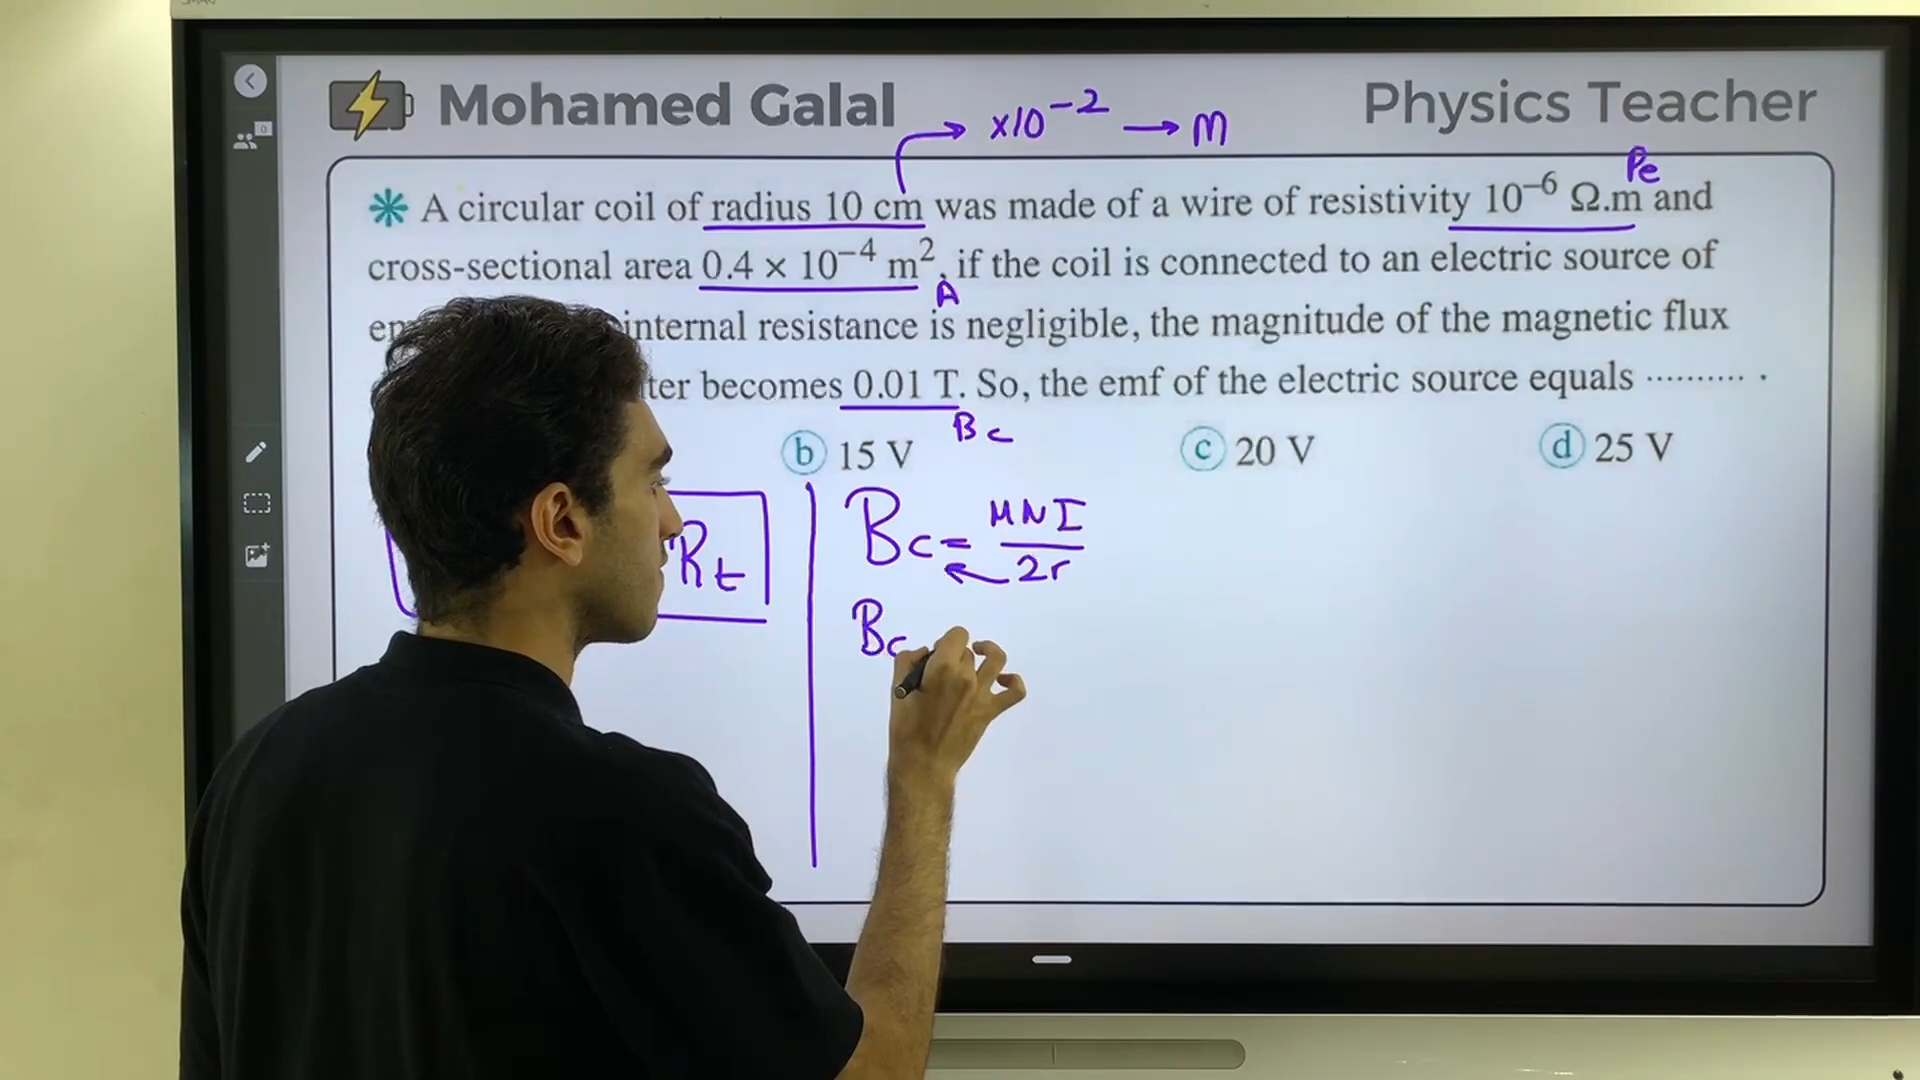 Mohamed Galal
Physics Teacher
×10⁻² → m
ρe
A circular coil of radius 10 cm was made of a wire of resistivity 10⁻⁶ Ω.m and
cross-sectional area 0.4 × 10⁻⁴ m², if the coil is connected to an electric source of
A
internal resistance is negligible, the magnitude of the magnetic flux
becomes 0.01 T. So, the emf of the electric source equals ..........
Bc
b 15 V
c 20 V
d 25 V
Rt
Bc = μNI / 2r
Bc